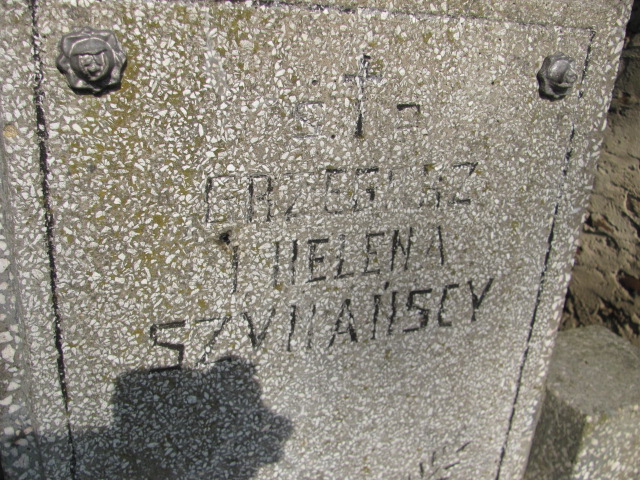 Ś. P
GRZEGORZ
I HELENA
SZYMAŃSCY